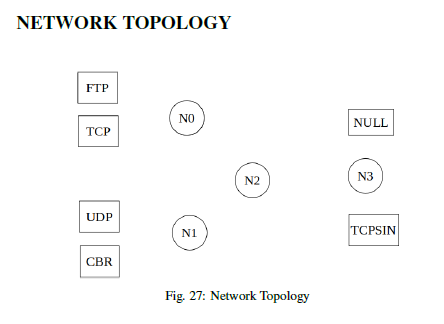 NETWORK TOPOLOGY
FTP
N0
NULL
TCP
N2
N3
UDP
N1
TCPSIN
CBR
Fig. 27: Network Topology